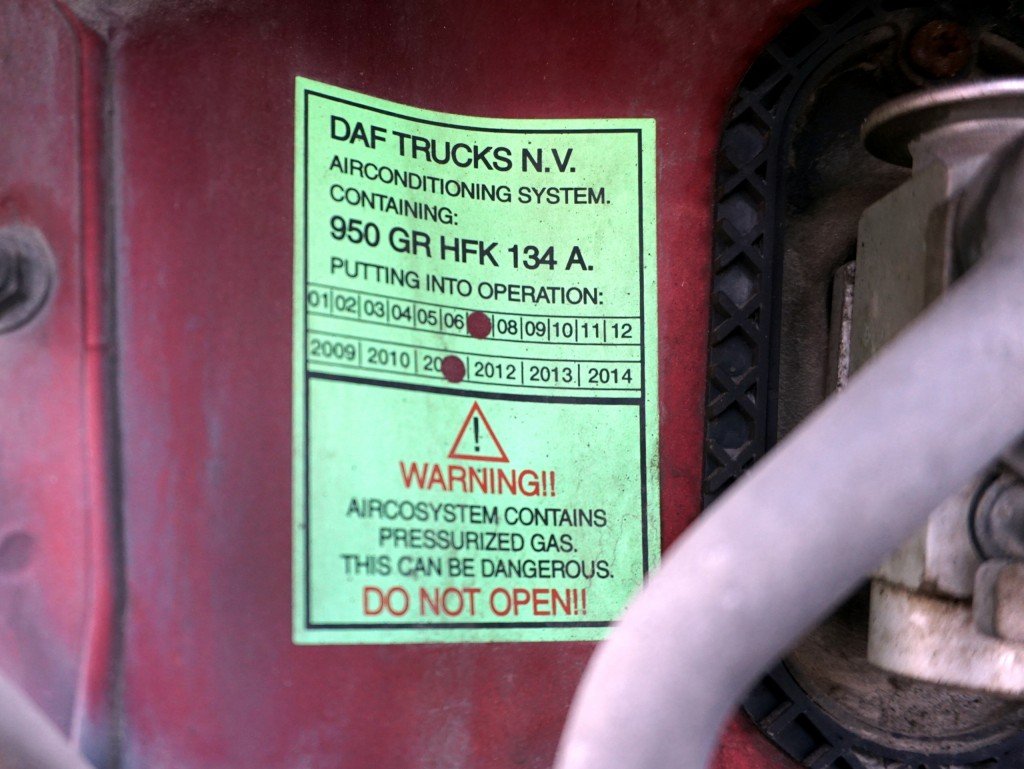 DAF TRUCKS N.V.
AIRCONDITIONING SYSTEM.
CONTAINING:
950 GR HFK 134 A.
PUTTING INTO OPERATION:
01|02|03|04|05|06| |08|09|10|11|12
2009|2010|20 |2012|2013|2014
!
WARNING!!
AIRCOSYSTEM CONTAINS
PRESSURIZED GAS.
THIS CAN BE DANGEROUS.
DO NOT OPEN!!